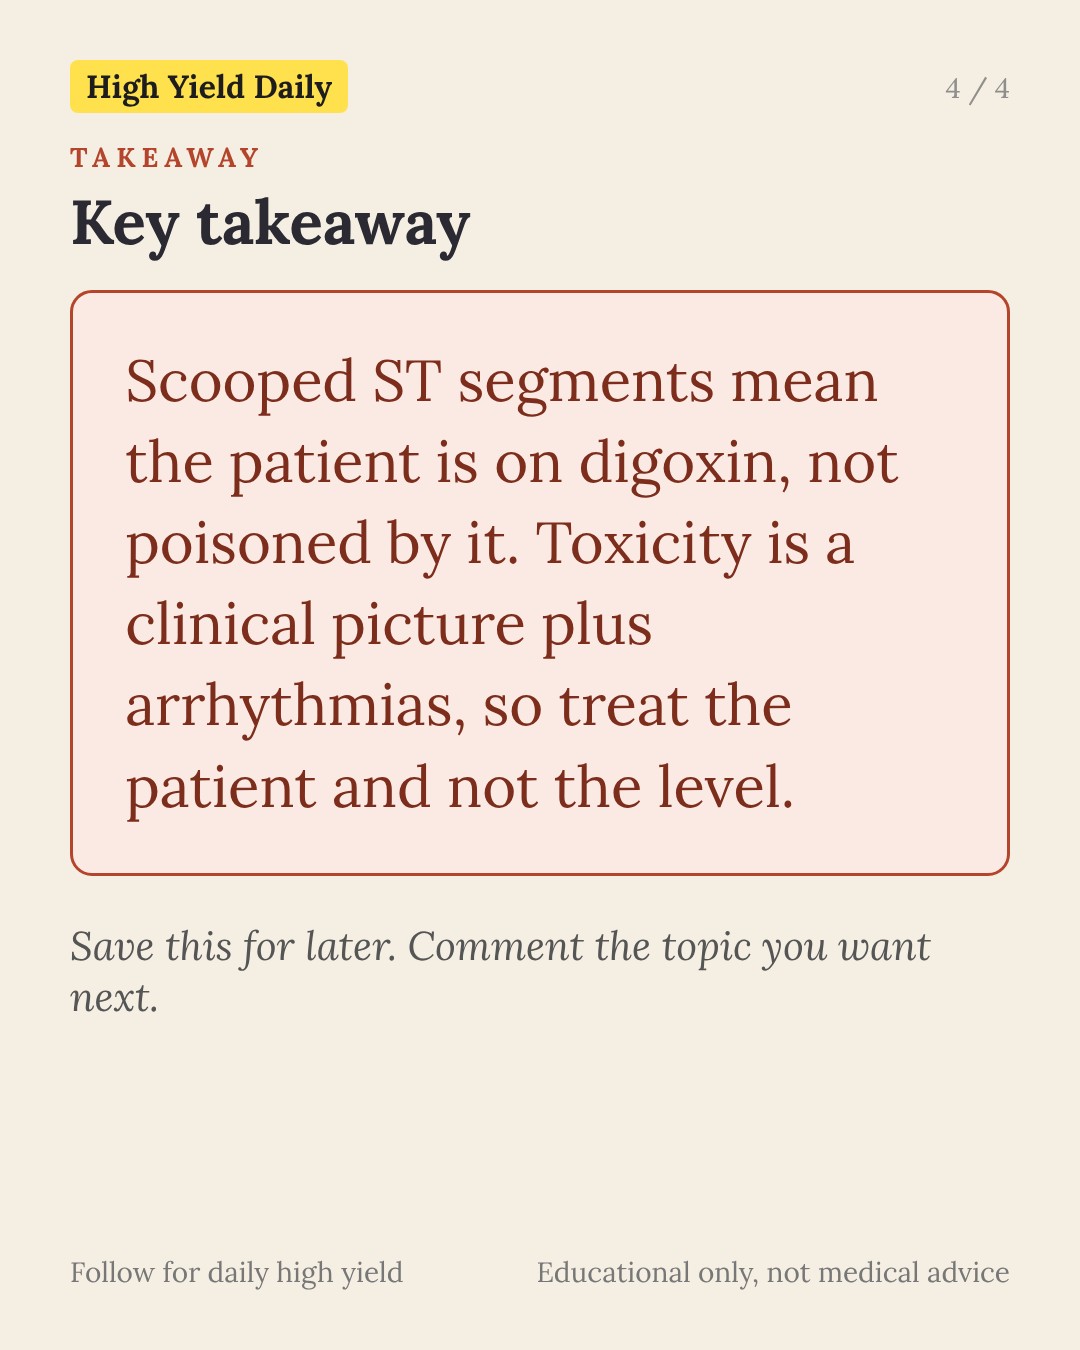 High Yield Daily
4 / 4
TAKEAWAY
Key takeaway
Scooped ST segments mean
the patient is on digoxin, not
poisoned by it. Toxicity is a
clinical picture plus
arrhythmias, so treat the
patient and not the level.
Save this for later. Comment the topic you want
next.
Follow for daily high yield
Educational only, not medical advice